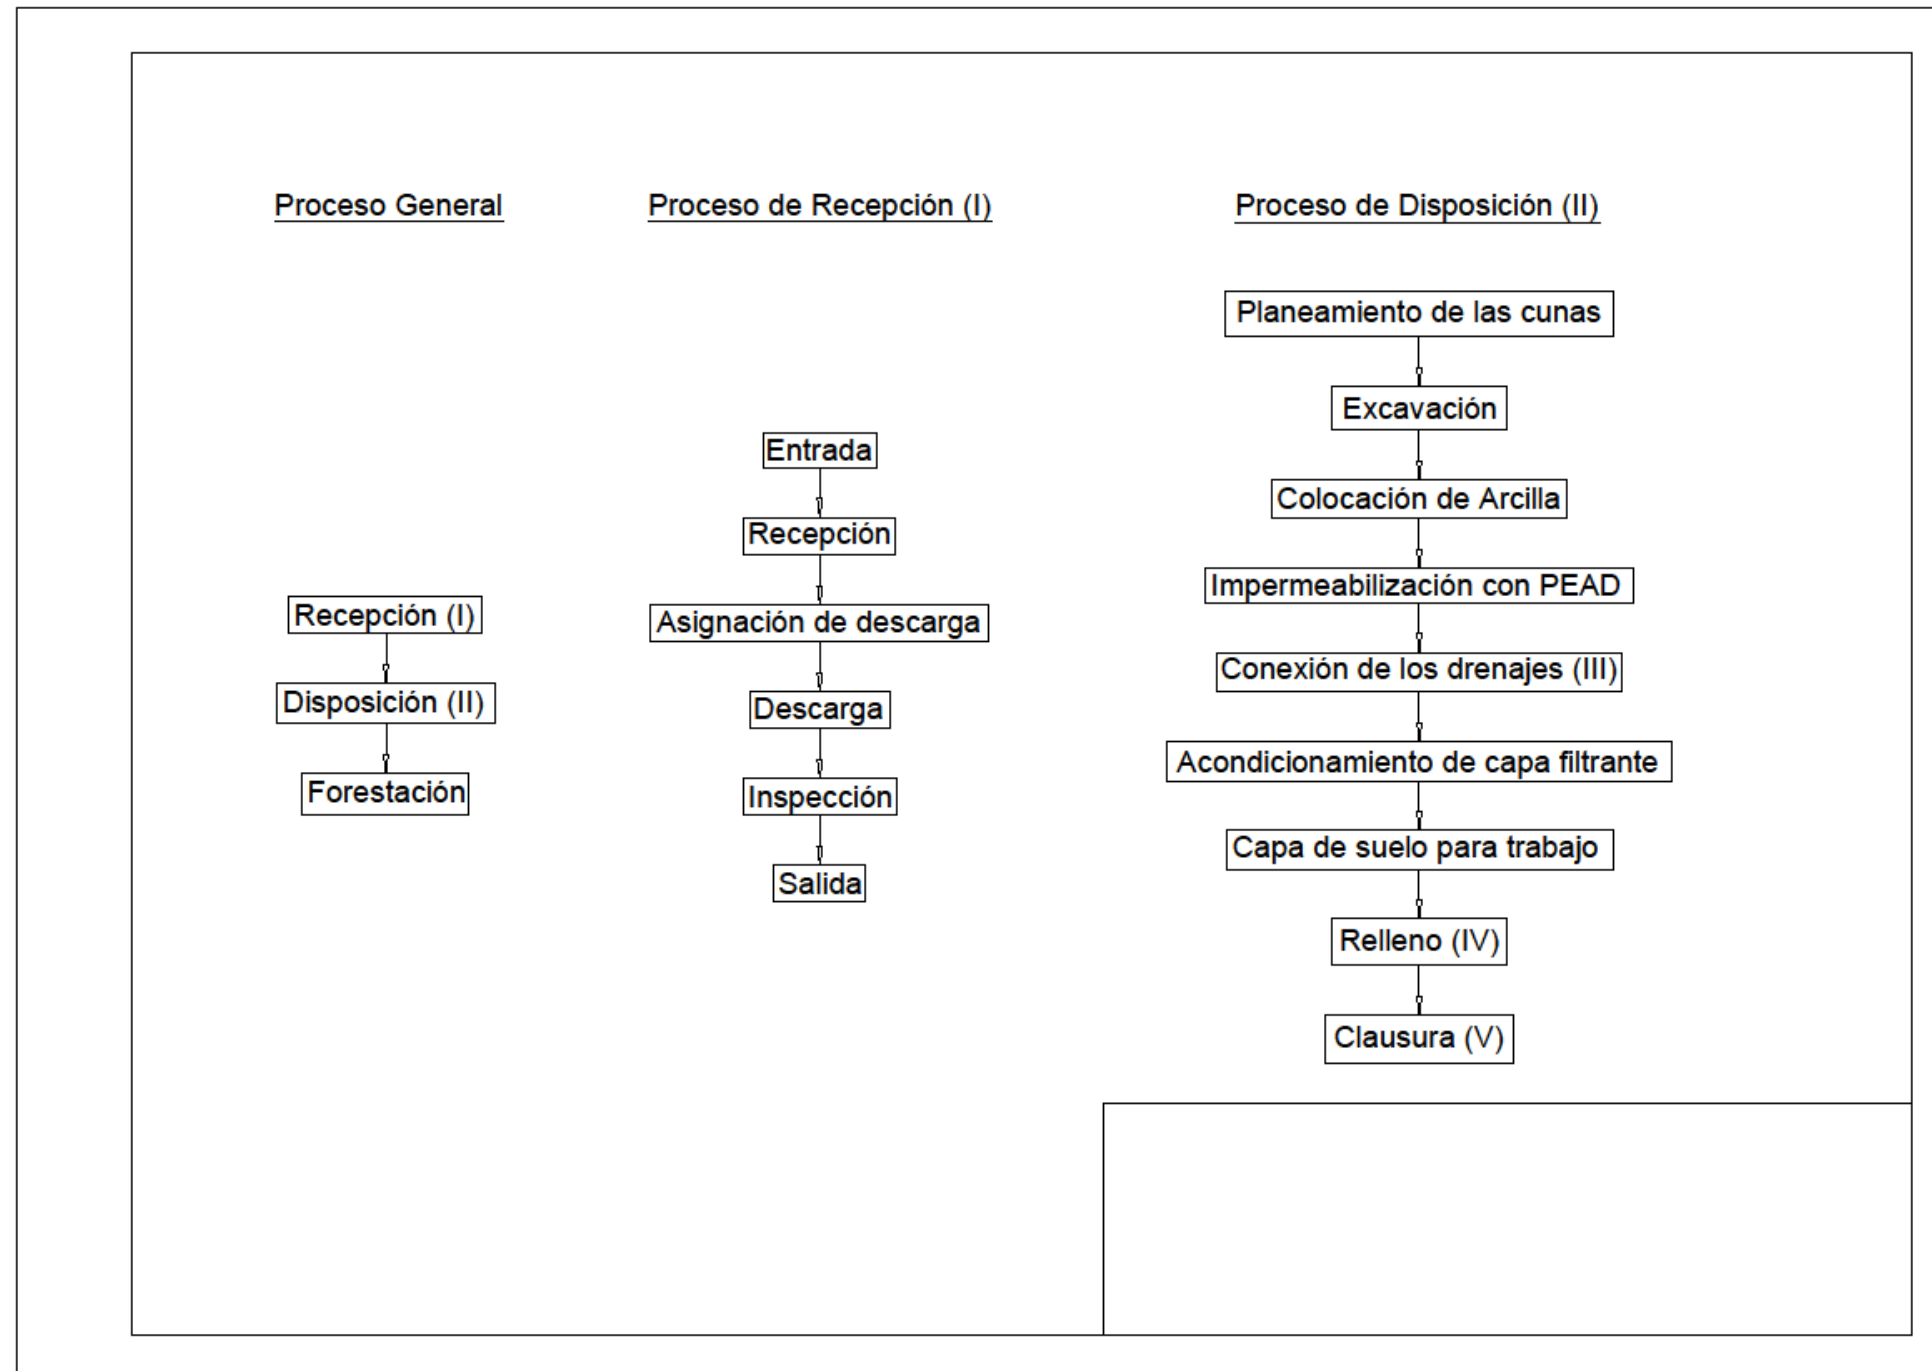 Proceso General
Recepción (I)
Disposición (II)
Forestación
Proceso de Recepción (I)
Entrada
Recepción
Asignación de descarga
Descarga
Inspección
Salida
Proceso de Disposición (II)
Planeamiento de las cunas
Excavación
Colocación de Arcilla
Impermeabilización con PEAD
Conexión de los drenajes (III)
Acondicionamiento de capa filtrante
Capa de suelo para trabajo
Relleno (IV)
Clausura (V)